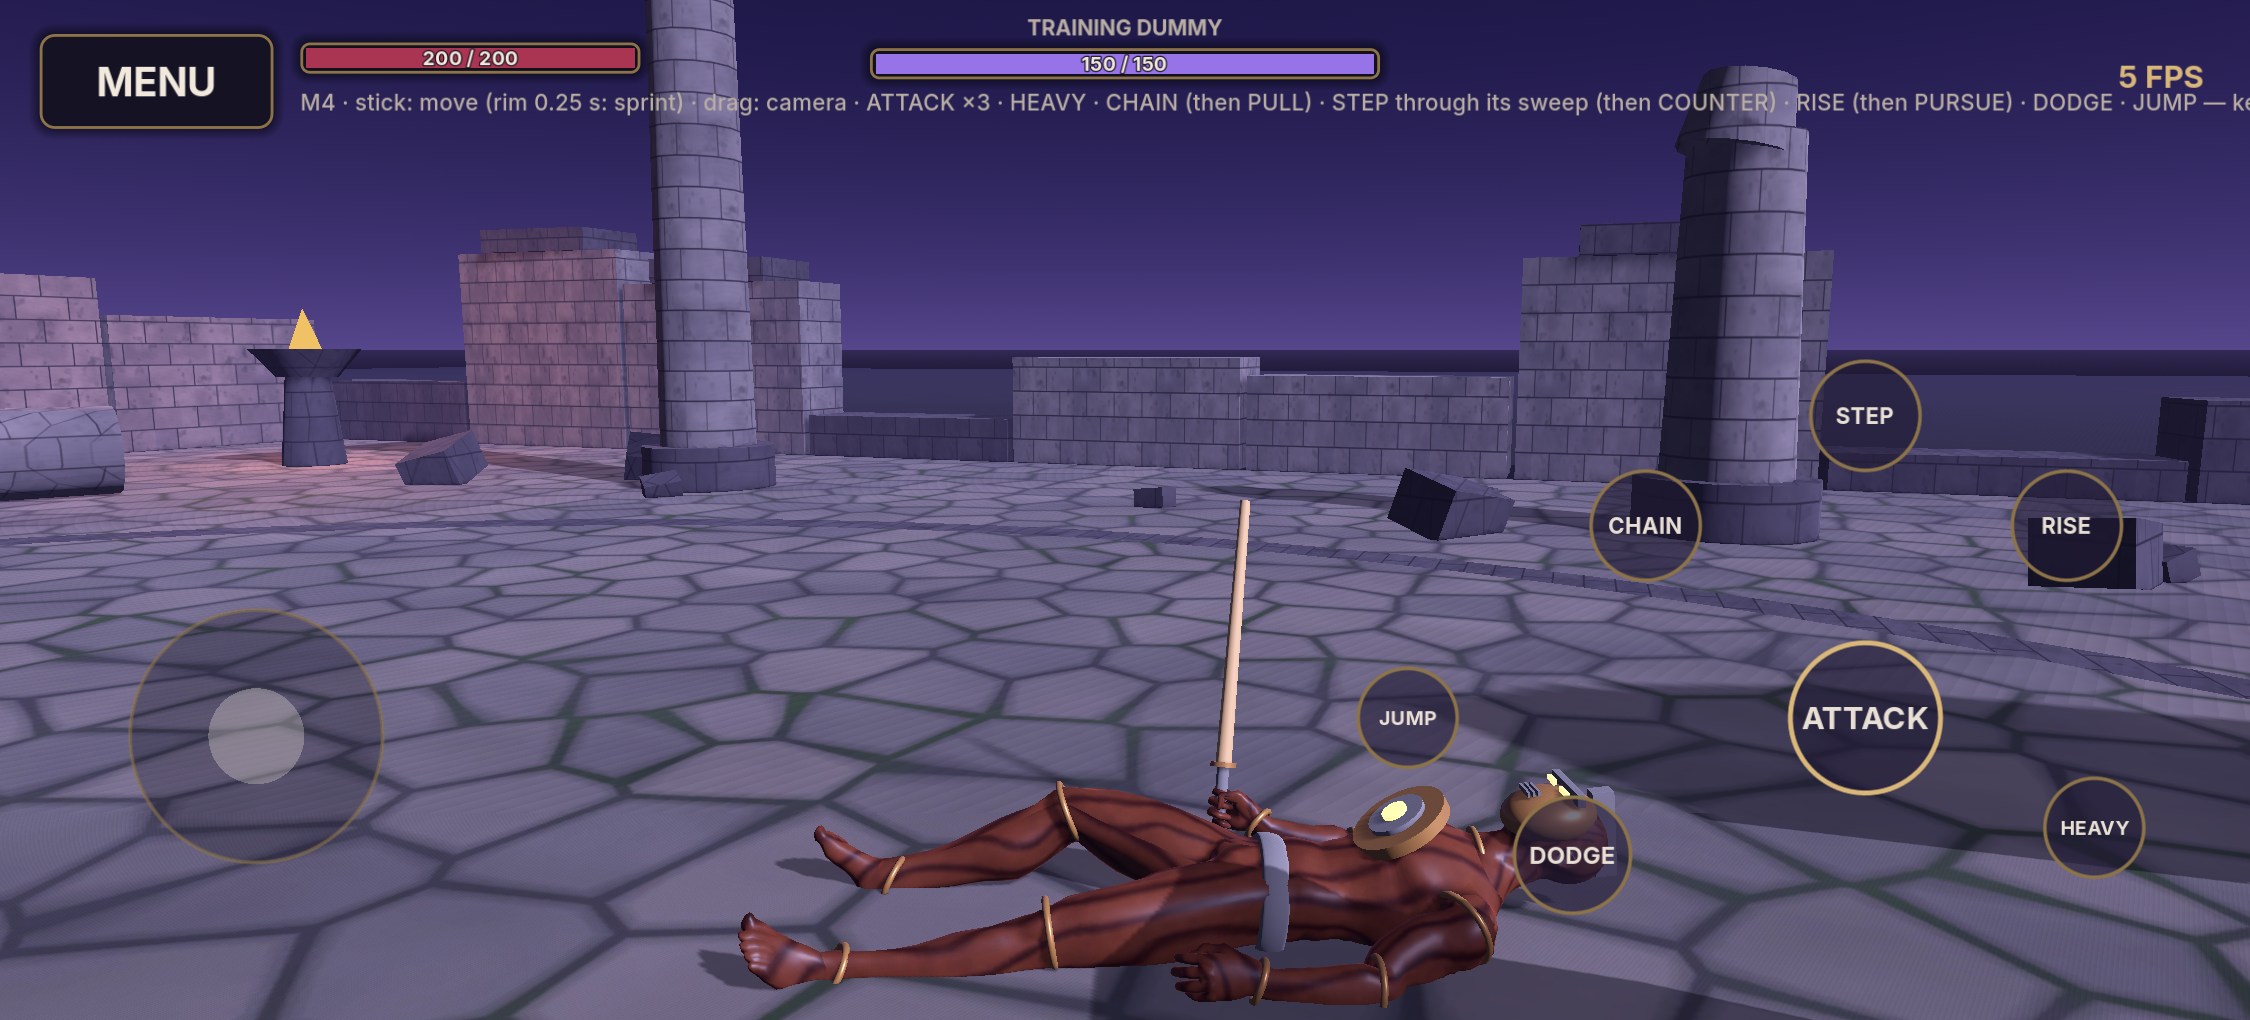 TRAINING DUMMY
MENU
200 / 200
150 / 150
5 FPS
M4 · stick: move (rim 0.25 s: sprint) · drag: camera · ATTACK ×3 · HEAVY · CHAIN (then PULL) · STEP through its sweep (then COUNTER) · RISE (then PURSUE) · DODGE · JUMP —
STEP
CHAIN
RISE
JUMP
ATTACK
HEAVY
DODGE